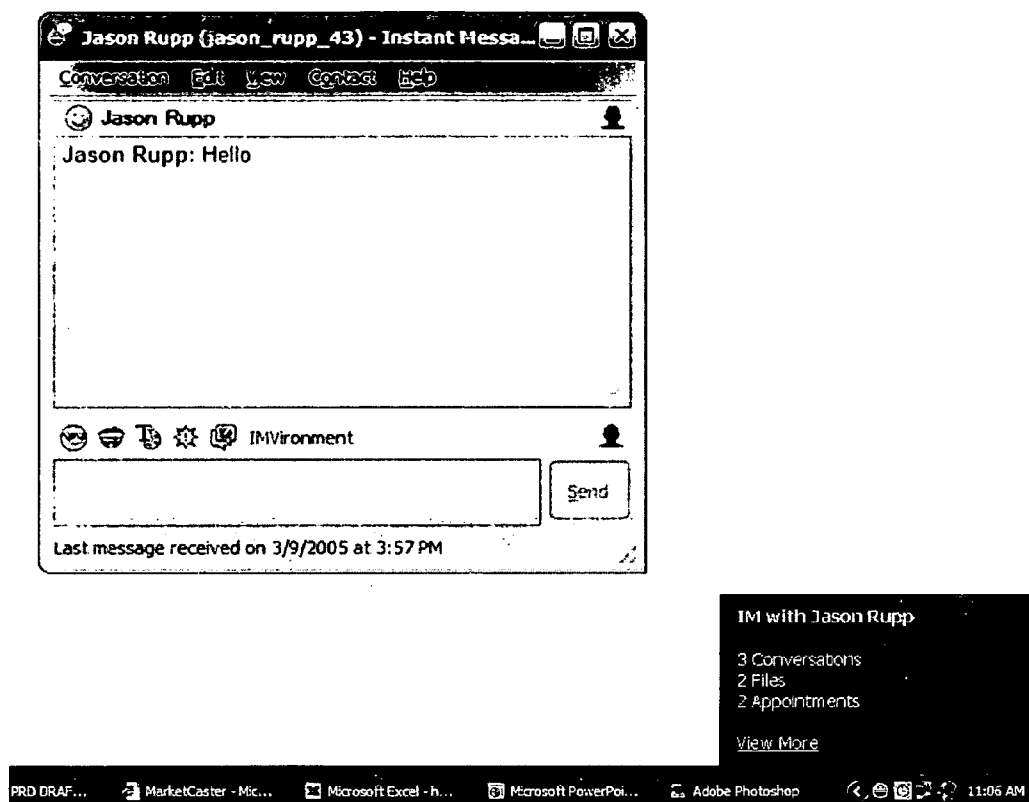 Jason Rupp (jason_rupp_43) - Instant Messa...
Conversation Edit View Contact Help
Jason Rupp
Jason Rupp: Hello
IMVironment
Send
Last message received on 3/9/2005 at 3:57 PM
IM with Jason Rupp
3 Conversations
2 Files
2 Appointments
View More
PRD DRAF... MarketCaster - Mic... Microsoft Excel - h... Microsoft PowerPoi... Adobe Photoshop 11:06 AM